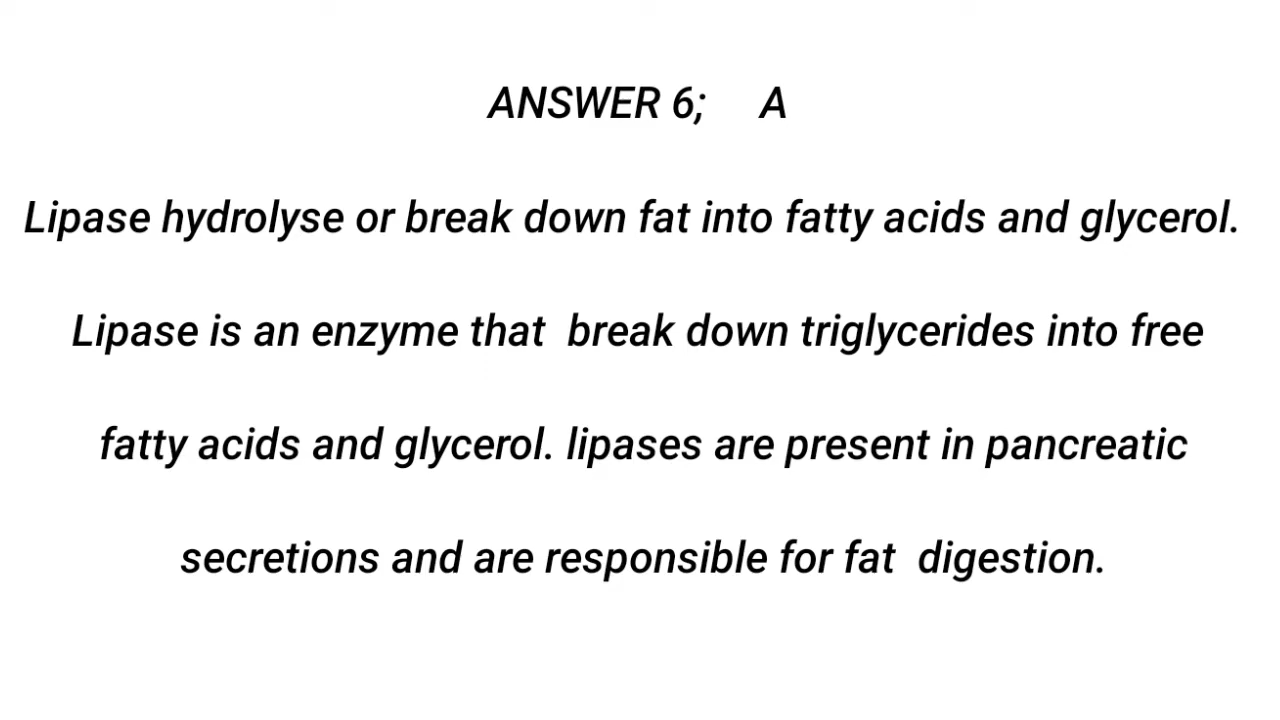 ANSWER 6; A
Lipase hydrolyse or break down fat into fatty acids and glycerol.
Lipase is an enzyme that break down triglycerides into free
fatty acids and glycerol. lipases are present in pancreatic
secretions and are responsible for fat digestion.